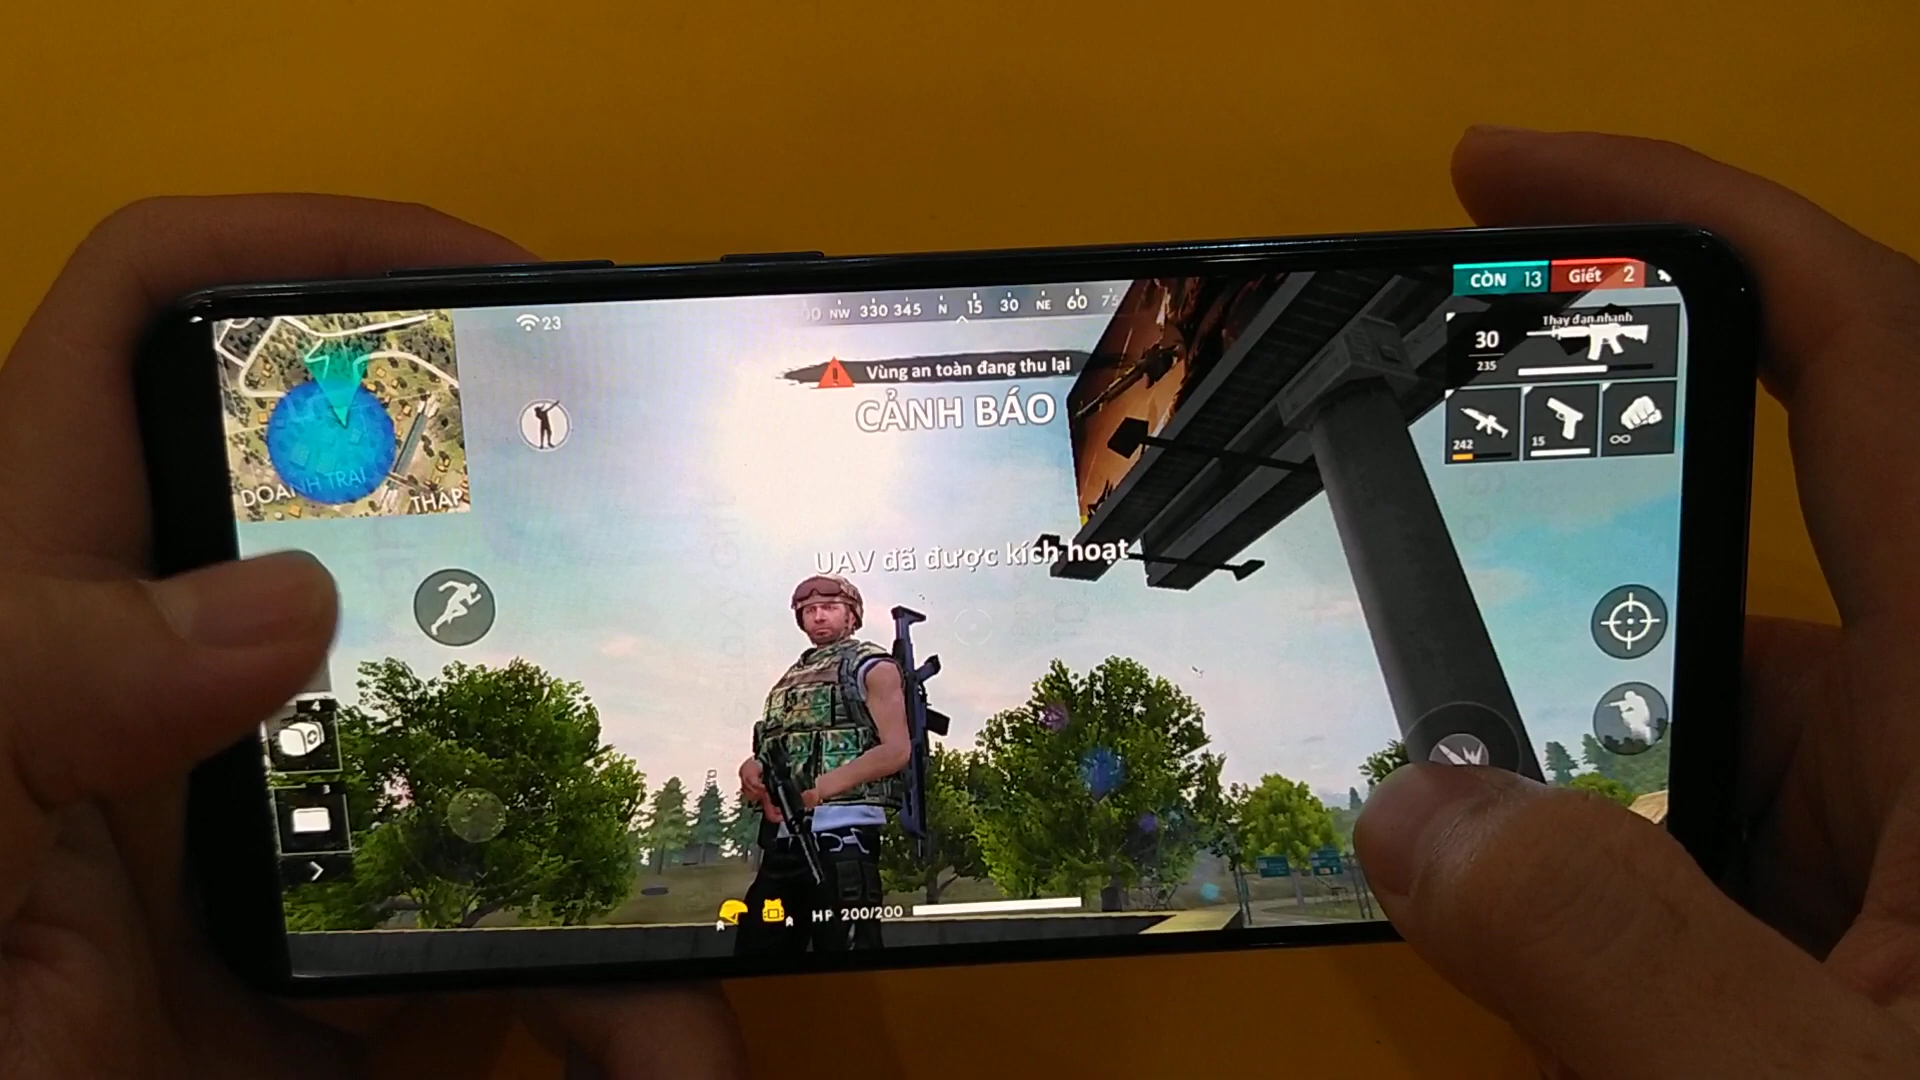 23
NW 330 345 N 15 30 NE 60 75
CÒN 13 Giết 2
Vùng an toàn đang thu lại
CẢNH BÁO
Thay đạn nhanh
30
235
242
15
∞
DOANH TRẠI
THÁP
UAV đã được kích hoạt
4
HP 200/200